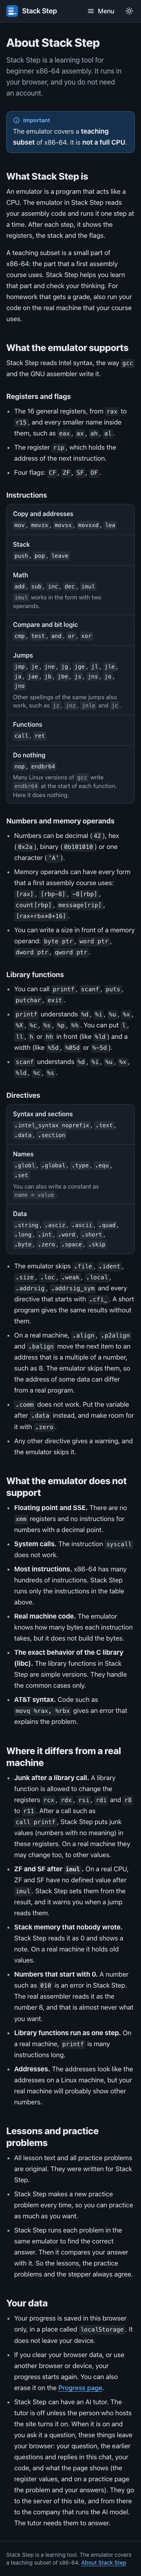 Stack Step
Menu
About Stack Step
Stack Step is a learning tool for
beginner x86-64 assembly. It runs in
your browser, and you do not need
an account.
Important
The emulator covers a teaching
subset of x86-64. It is not a full CPU.
What Stack Step is
An emulator is a program that acts like a
CPU. The emulator in Stack Step reads
your assembly code and runs it one step at
a time. After each step, it shows the
registers, the stack and the flags.
A teaching subset is a small part of
x86-64: the part that a first assembly
course uses. Stack Step helps you learn
that part and check your thinking. For
homework that gets a grade, also run your
code on the real machine that your course
uses.
What the emulator supports
Stack Step reads Intel syntax, the way gcc
and the GNU assembler write it.
Registers and flags
• The 16 general registers, from rax to
r15, and every smaller name inside
them, such as eax, ax, ah, al.
• The register rip, which holds the
address of the next instruction.
• Four flags: CF, ZF, SF, OF.
Instructions
Copy and addresses
mov, movzx, movsx, movsxd, lea
Stack
push, pop, leave
Math
add, sub, inc, dec, imul
imul works in the form with two
operands.
Compare and bit logic
cmp, test, and, or, xor
Jumps
jmp, je, jne, jg, jge, jl, jle,
ja, jae, jb, jbe, js, jns, jo,
jno
Other spellings of the same jumps also
work, such as jz, jnz, jnle and jc.
Functions
call, ret
Do nothing
nop, endbr64
Many Linux versions of gcc write
endbr64 at the start of each function.
Here it does nothing.
Numbers and memory operands
• Numbers can be decimal (42), hex
(0x2a), binary (0b101010) or one
character ('A').
• Memory operands can have every form
that a first assembly course uses:
[rax], [rbp-8], -8[rbp],
count[rbp], message[rip],
[rax+rbx*8+16].
• You can write a size in front of a memory
operand: byte ptr, word ptr,
dword ptr, qword ptr.
Library functions
• You can call printf, scanf, puts,
putchar, exit.
• printf understands %d, %i, %u, %x,
%X, %c, %s, %p, %%. You can put l,
ll, h or hh in front (like %ld) and a
width (like %5d, %05d or %-5d).
• scanf understands %d, %i, %u, %x,
%ld, %c, %s.
Directives
Syntax and sections
.intel_syntax noprefix, .text,
.data, .section
Names
.globl, .global, .type, .equ,
.set
You can also write a constant as
name = value.
Data
.string, .asciz, .ascii, .quad,
.long, .int, .word, .short,
.byte, .zero, .space, .skip
• The emulator skips .file, .ident,
.size, .loc, .weak, .local,
.addrsig, .addrsig_sym and every
directive that starts with .cfi_. A short
program gives the same results without
them.
• On a real machine, .align, .p2align
and .balign move the next item to an
address that is a multiple of a number,
such as 8. The emulator skips them, so
the address of some data can differ
from a real program.
• .comm does not work. Put the variable
after .data instead, and make room for
it with .zero.
• Any other directive gives a warning, and
the emulator skips it.
What the emulator does not
support
• Floating point and SSE. There are no
xmm registers and no instructions for
numbers with a decimal point.
• System calls. The instruction syscall
does not work.
• Most instructions. x86-64 has many
hundreds of instructions. Stack Step
runs only the instructions in the table
above.
• Real machine code. The emulator
knows how many bytes each instruction
takes, but it does not build the bytes.
• The exact behavior of the C library
(libc). The library functions in Stack
Step are simple versions. They handle
the common cases only.
• AT&T syntax. Code such as
movq %rax, %rbx gives an error that
explains the problem.
Where it differs from a real
machine
• Junk after a library call. A library
function is allowed to change the
registers rcx, rdx, rsi, rdi and r8
to r11. After a call such as
call printf, Stack Step puts junk
values (numbers with no meaning) in
those registers. On a real machine they
may change too, to other values.
• ZF and SF after imul. On a real CPU,
ZF and SF have no defined value after
imul. Stack Step sets them from the
result, and it warns you when a jump
reads them.
• Stack memory that nobody wrote.
Stack Step reads it as 0 and shows a
note. On a real machine it holds old
values.
• Numbers that start with 0. A number
such as 010 is an error in Stack Step.
The real assembler reads it as the
number 8, and that is almost never what
you want.
• Library functions run as one step. On
a real machine, printf is many
instructions long.
• Addresses. The addresses look like the
addresses on a Linux machine, but your
real machine will probably show other
numbers.
Lessons and practice
problems
• All lesson text and all practice problems
are original. They were written for Stack
Step.
• Stack Step makes a new practice
problem every time, so you can practice
as much as you want.
• Stack Step runs each problem in the
same emulator to find the correct
answer. Then it compares your answer
with it. So the lessons, the practice
problems and the stepper always agree.
Your data
• Your progress is saved in this browser
only, in a place called localStorage. It
does not leave your device.
• If you clear your browser data, or use
another browser or device, your
progress starts again. You can also
erase it on the Progress page.
• Stack Step can have an AI tutor. The
tutor is off unless the person who hosts
the site turns it on. When it is on and
you ask it a question, these things leave
your browser: your question, the earlier
questions and replies in this chat, your
code, and what the page shows (the
register values, and on a practice page
the problem and your answers). They go
to the server of this site, and from there
to the company that runs the AI model.
The tutor needs them to answer.
Stack Step is a learning tool. The emulator covers
a teaching subset of x86-64. About Stack Step